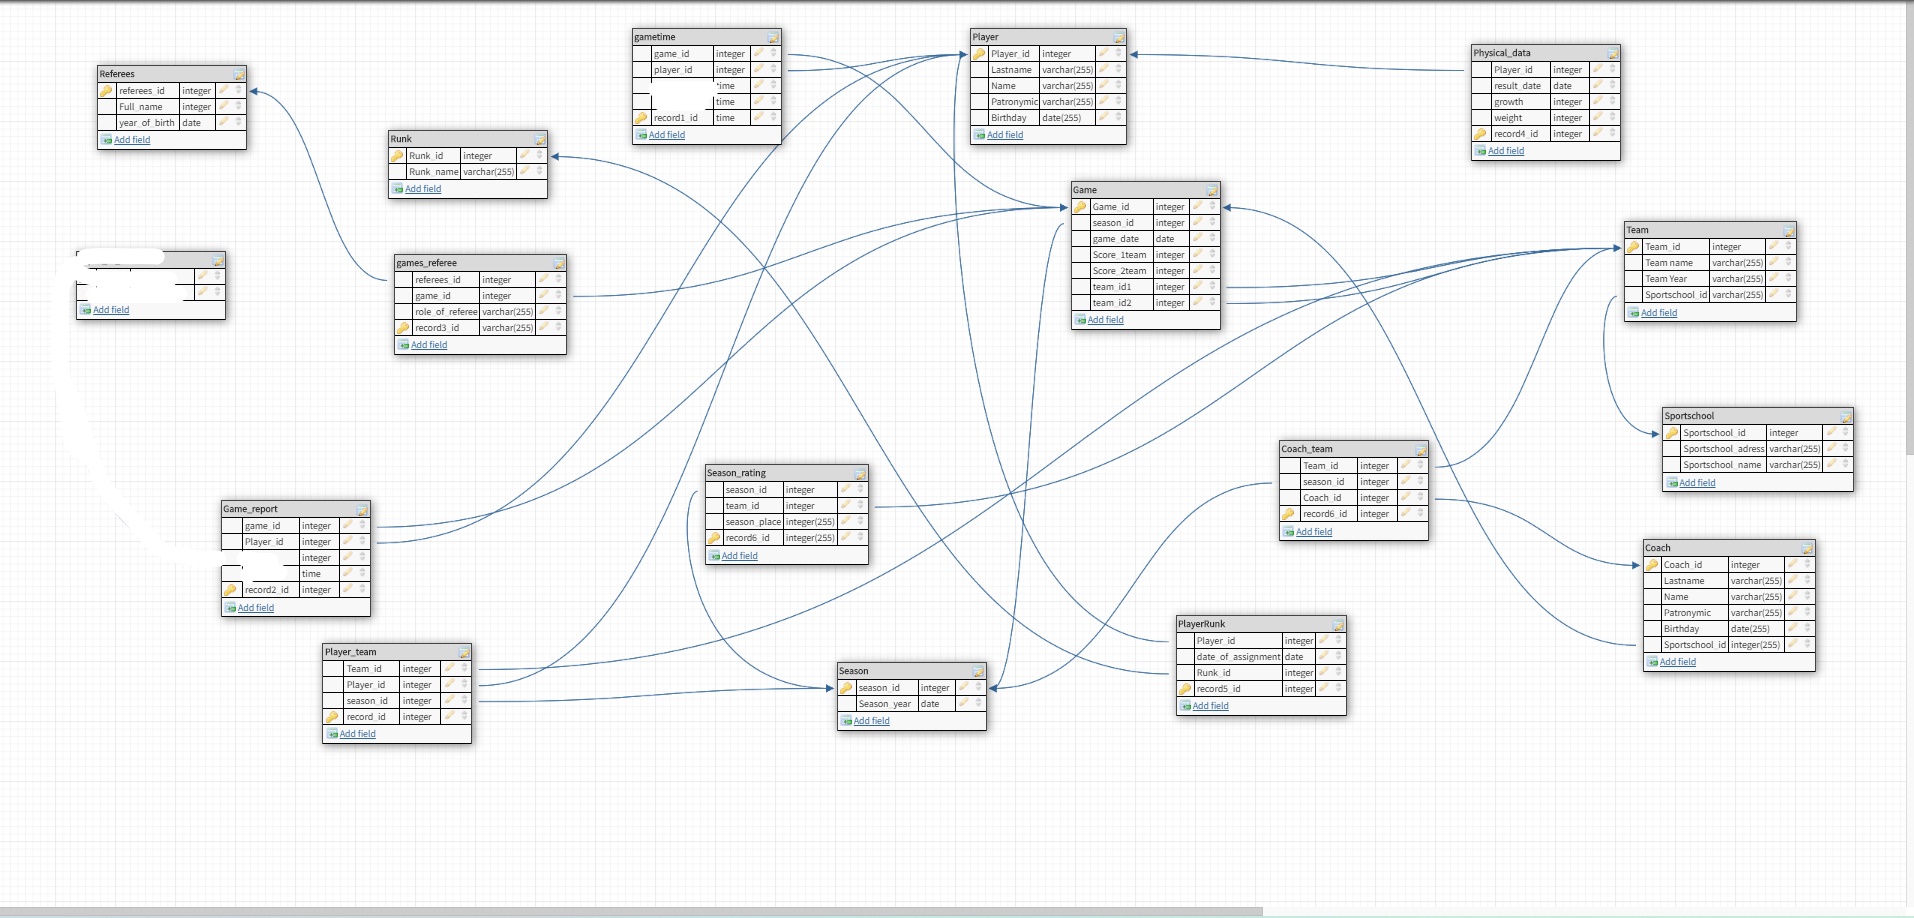 Referees
referees_id integer
Full_name integer
year_of_birth date
Add field
Runk
Runk_id integer
Runk_name varchar(255)
Add field
gametime
game_id integer
player_id integer
time
time
record1_id time
Add field
Player
Player_id integer
Lastname varchar(255)
Name varchar(255)
Patronymic varchar(255)
Birthday date(255)
Add field
Physical_data
Player_id integer
result_date date
growth integer
weight integer
record4_id integer
Add field
Game
Game_id integer
season_id integer
game_date date
Score_1team integer
Score_2team integer
team_id1 integer
team_id2 integer
Add field
Team
Team_id integer
Team name varchar(255)
Team Year varchar(255)
Sportschool_id varchar(255)
Add field
Add field
games_referee
referees_id integer
game_id integer
role_of_referee varchar(255)
record3_id varchar(255)
Add field
Sportschool
Sportschool_id integer
Sportschool_adress varchar(255)
Sportschool_name varchar(255)
Add field
Season_rating
season_id integer
team_id integer
season_place integer(255)
record6_id integer(255)
Add field
Coach_team
Team_id integer
season_id integer
Coach_id integer
record6_id integer
Add field
Game_report
game_id integer
Player_id integer
integer
time
record2_id integer
Add field
Coach
Coach_id integer
Lastname varchar(255)
Name varchar(255)
Patronymic varchar(255)
Birthday date(255)
Sportschool_id integer(255)
Add field
Player_team
Team_id integer
Player_id integer
season_id integer
record_id integer
Add field
Season
season_id integer
Season_year date
Add field
PlayerRunk
Player_id integer
date_of_assignment date
Runk_id integer
record5_id integer
Add field